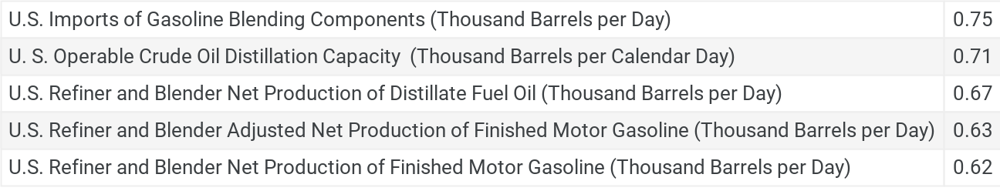 U.S. Imports of Gasoline Blending Components (Thousand Barrels per Day) 0.75
U. S. Operable Crude Oil Distillation Capacity  (Thousand Barrels per Calendar Day) 0.71
U.S. Refiner and Blender Net Production of Distillate Fuel Oil (Thousand Barrels per Day) 0.67
U.S. Refiner and Blender Adjusted Net Production of Finished Motor Gasoline (Thousand Barrels per Day) 0.63
U.S. Refiner and Blender Net Production of Finished Motor Gasoline (Thousand Barrels per Day) 0.62